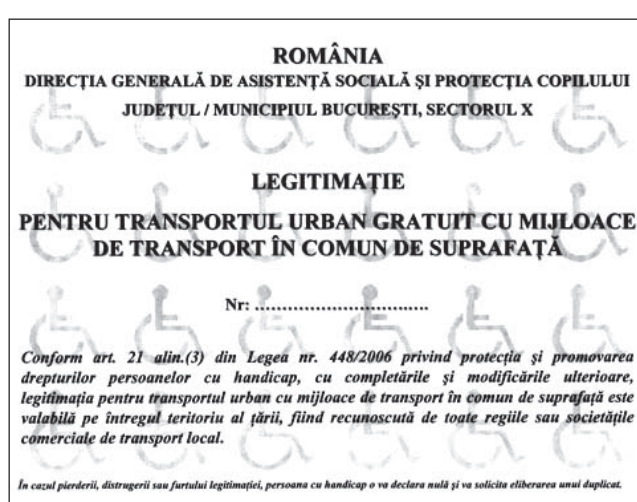 ROMÂNIA
DIRECȚIA GENERALĂ DE ASISTENȚĂ SOCIALĂ ȘI PROTECȚIA COPILULUI
JUDEȚUL / MUNICIPIUL BUCUREȘTI, SECTORUL X
LEGITIMAȚIE
PENTRU TRANSPORTUL URBAN GRATUIT CU MIJLOACE
DE TRANSPORT ÎN COMUN DE SUPRAFAȚĂ
Nr: ................................
Conform art. 21 alin.(3) din Legea nr. 448/2006 privind protecția și promovarea
drepturilor persoanelor cu handicap, cu completările și modificările ulterioare,
legitimația pentru transportul urban cu mijloace de transport în comun de suprafață este
valabilă pe întregul teritoriu al țării, fiind recunoscută de toate regiile sau societățile
comerciale de transport local.
În cazul pierderii, distrugerii sau furtului legitimației, persoana cu handicap o va declara nulă și va solicita eliberarea unui duplicat.